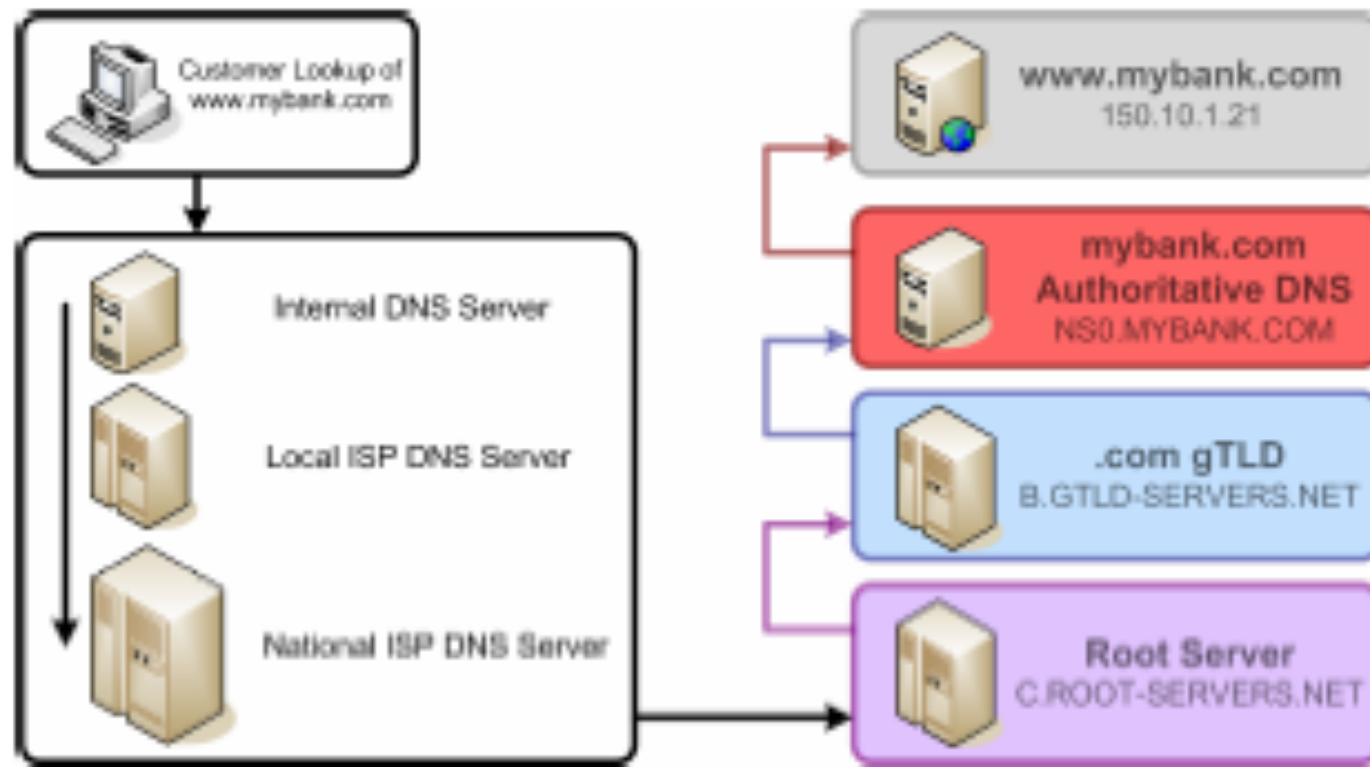 Customer Lookup of
www.mybank.com
Internal DNS Server
Local ISP DNS Server
National ISP DNS Server
www.mybank.com
150.10.1.21
mybank.com
Authoritative DNS
NS0.MYBANK.COM
.com gTLD
B.GTLD-SERVERS.NET
Root Server
C.ROOT-SERVERS.NET